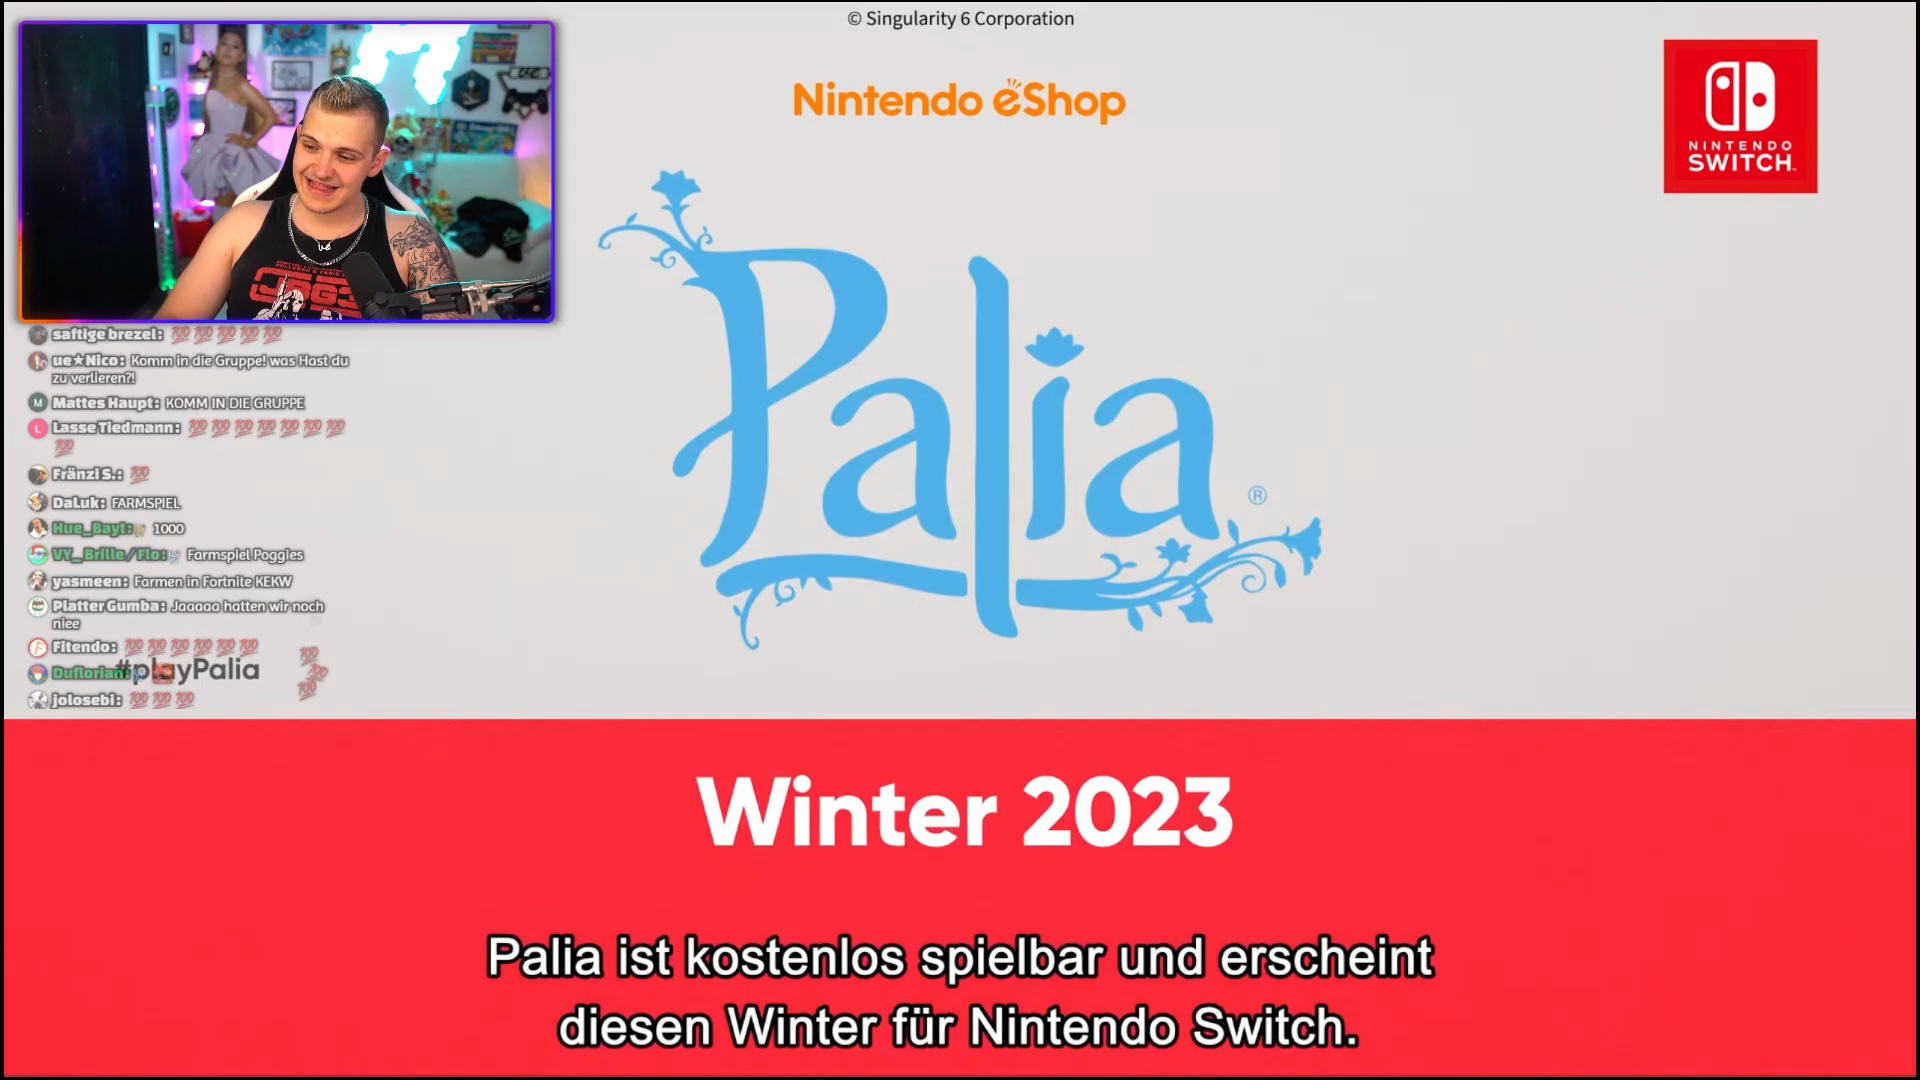 © Singularity 6 Corporation
Nintendo eShop
NINTENDO
SWITCH
Palia
®
saftige brezel: 💯 💯 💯 💯 💯
ue★Nico: Komm in die Gruppe! was Hast du
zu verlieren?!
Mattes Haupt: KOMM IN DIE GRUPPE
Lasse Tiedmann: 💯 💯 💯 💯 💯 💯 💯
💯
Fränzi S.: 💯
DaLuk: FARMSPIEL
Hue_Bayt: 1000
VY_Brille/Flo: Farmspiel Poggies
yasmeen: Farmen in Fortnite KEKW
Platter Gumba: Jaaaaa hatten wir noch
niee
Fitendo: 💯 💯 💯 💯 💯 💯
Duflorian:
#playPalia
jolosebi: 💯 💯 💯
Winter 2023
Palia ist kostenlos spielbar und erscheint
diesen Winter für Nintendo Switch.